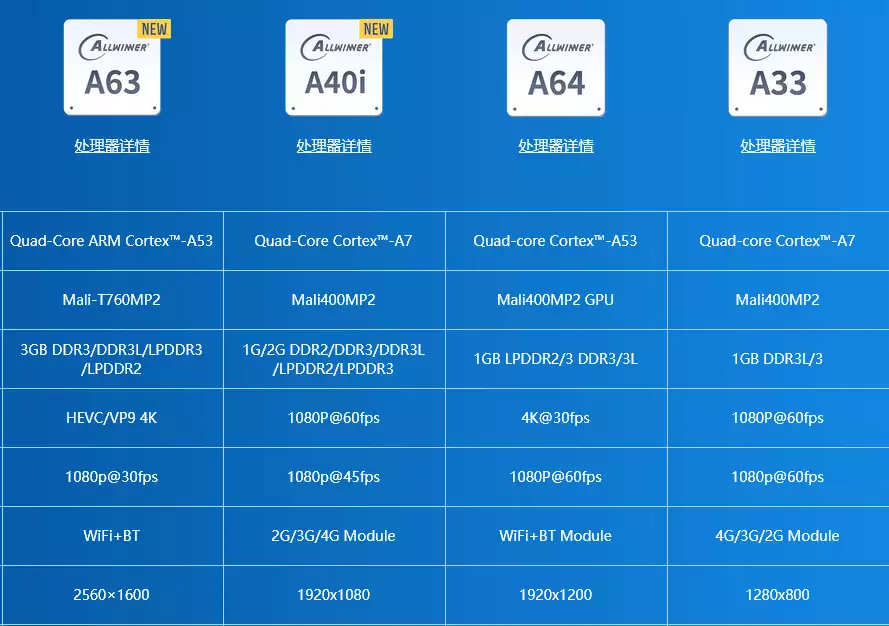 NEW
NEW
ALLWINNER
ALLWINNER
ALLWINNER
ALLWINNER
A63
A40i
A64
A33
处理器详情
处理器详情
处理器详情
处理器详情
Quad-Core ARM Cortex™-A53
Quad-Core Cortex™-A7
Quad-core Cortex™-A53
Quad-core Cortex™-A7
Mali-T760MP2
Mali400MP2
Mali400MP2 GPU
Mali400MP2
3GB DDR3/DDR3L/LPDDR3
/LPDDR2
1G/2G DDR2/DDR3/DDR3L
/LPDDR2/LPDDR3
1GB LPDDR2/3 DDR3/3L
1GB DDR3L/3
HEVC/VP9 4K
1080P@60fps
4K@30fps
1080P@60fps
1080p@30fps
1080p@45fps
1080P@60fps
1080p@60fps
WiFi+BT
2G/3G/4G Module
WiFi+BT Module
4G/3G/2G Module
2560×1600
1920x1080
1920x1200
1280x800